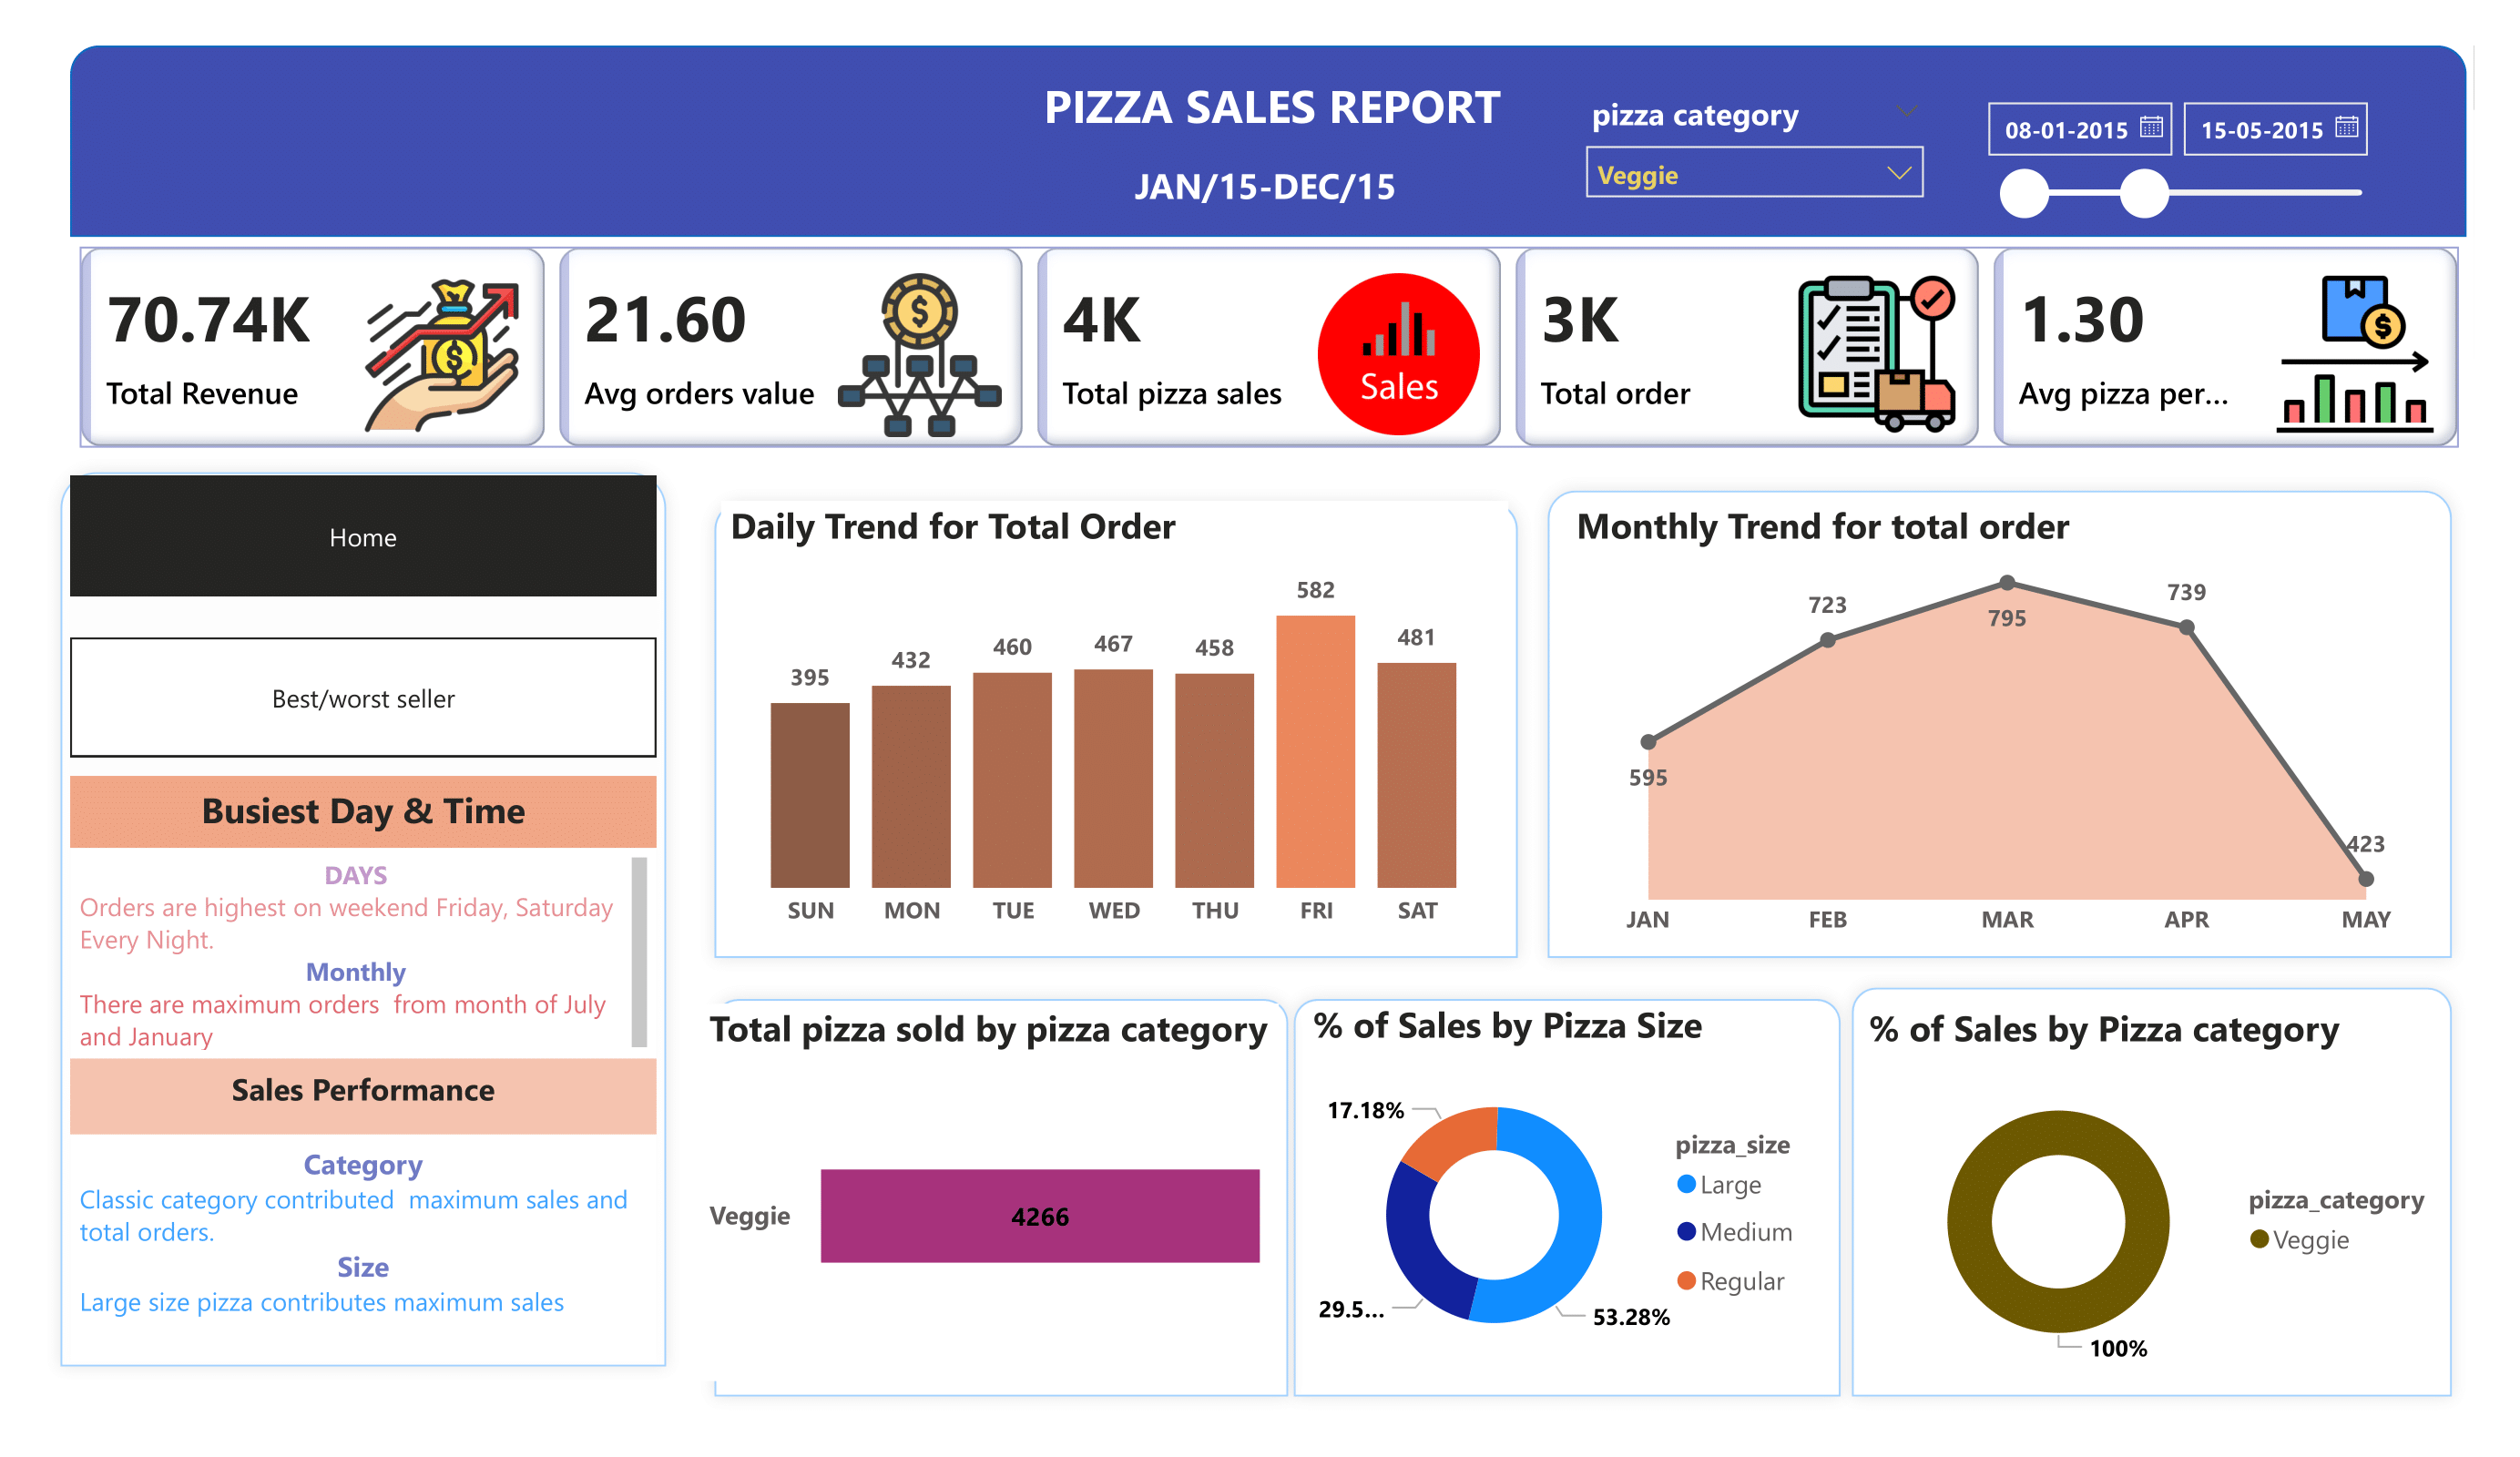 PIZZA SALES REPORT
JAN/15-DEC/15
pizza category
Veggie
08-01-2015
15-05-2015
70.74K
Total Revenue
21.60
Avg orders value
4K
Total pizza sales
Sales
3K
Total order
1.30
Avg pizza per...
Home
Best/worst seller
Busiest Day & Time
DAYS
Orders are highest on weekend Friday, Saturday
Every Night.
Monthly
There are maximum orders  from month of July
and January
Sales Performance
Category
Classic category contributed  maximum sales and
total orders.
Size
Large size pizza contributes maximum sales
Daily Trend for Total Order
395
432
460
467
458
582
481
SUN
MON
TUE
WED
THU
FRI
SAT
Monthly Trend for total order
595
723
795
739
423
JAN
FEB
MAR
APR
MAY
Total pizza sold by pizza category
Veggie
4266
% of Sales by Pizza Size
17.18%
29.5...
53.28%
pizza_size
Large
Medium
Regular
% of Sales by Pizza category
100%
pizza_category
Veggie